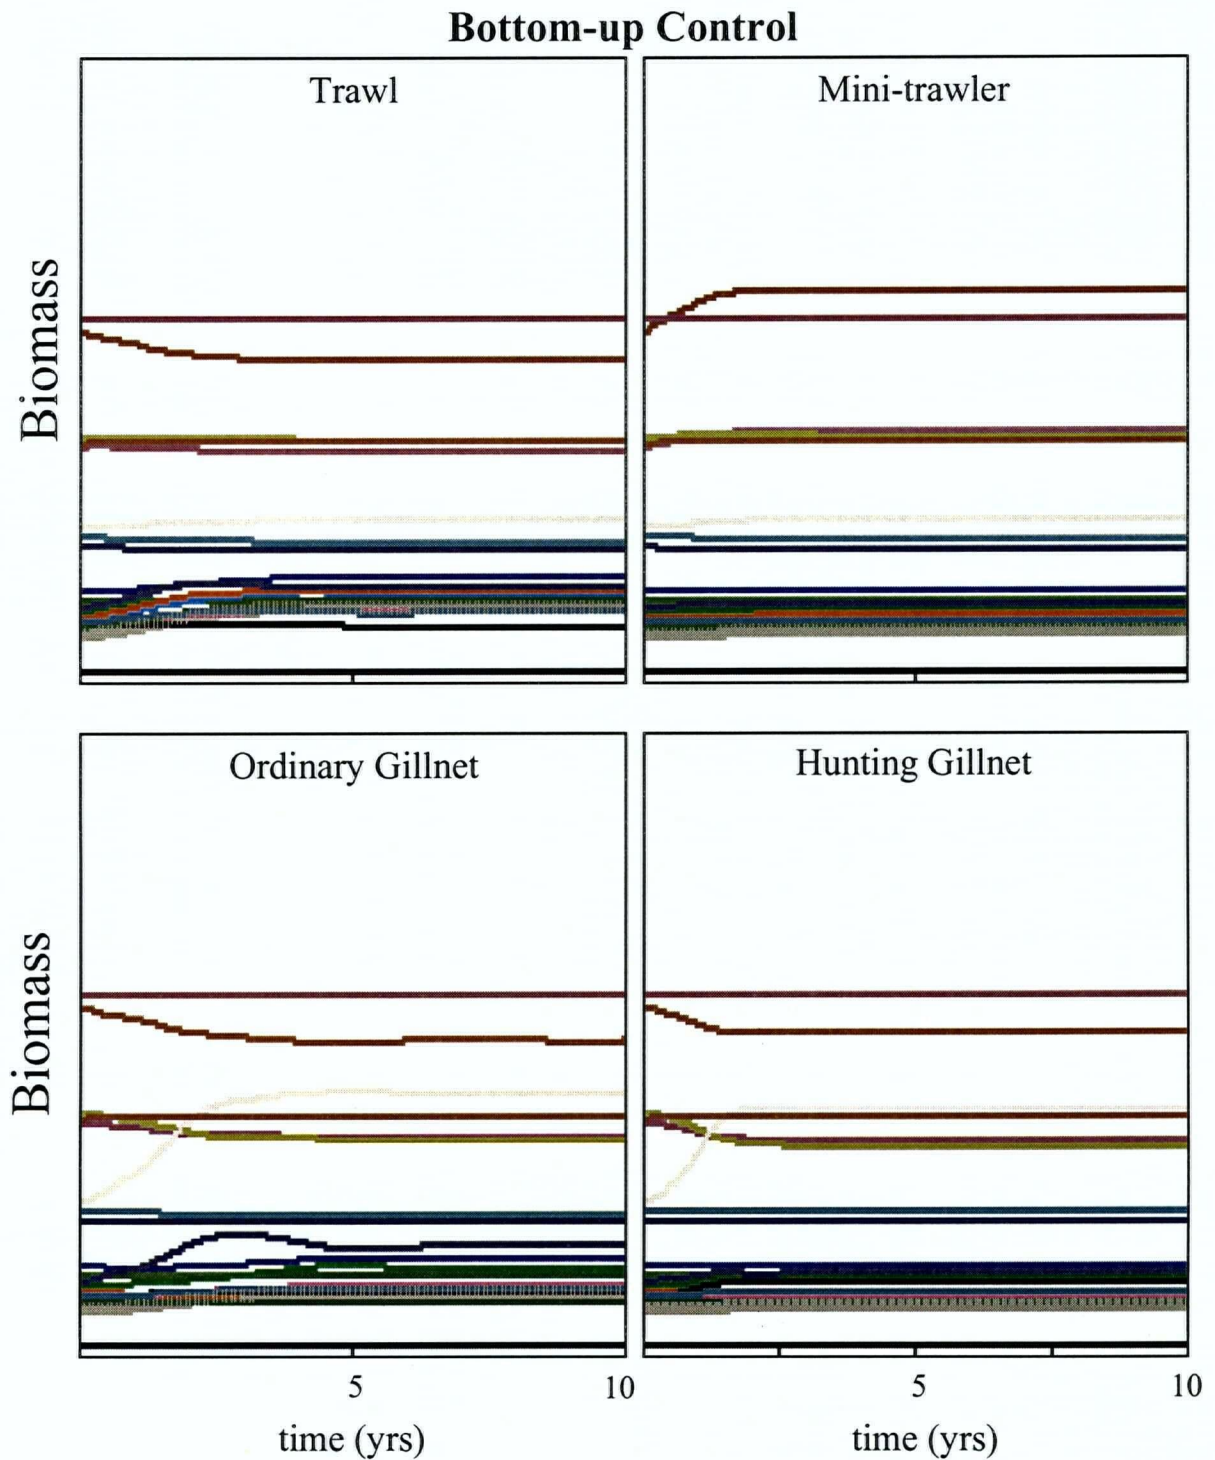 Bottom-up Control
Trawl
Mini-trawler
Biomass
Ordinary Gillnet
Hunting Gillnet
Biomass
5
10
5
10
time (yrs)
time (yrs)